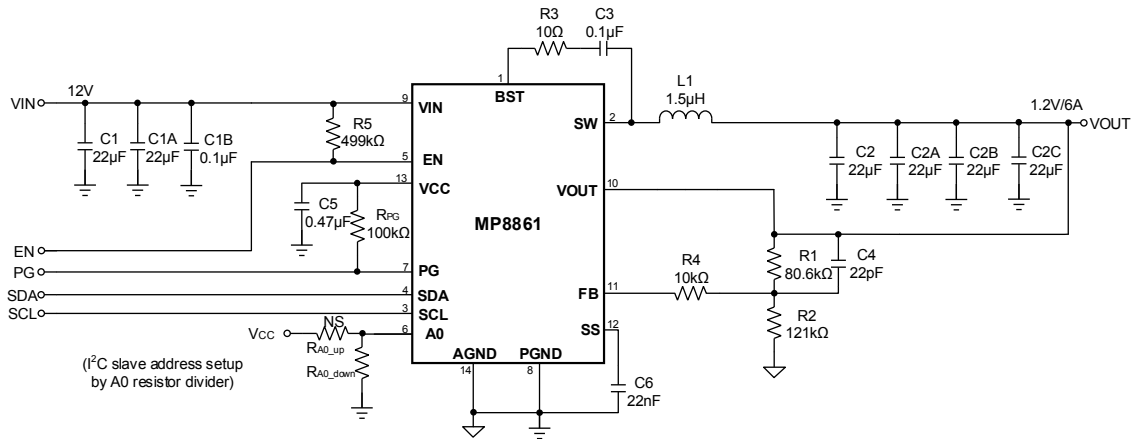 R3
10Ω
C3
0.1µF
1
BST
VIN
12V
9
VIN
SW
2
L1
1.5µH
1.2V/6A
VOUT
C1
22µF
C1A
22µF
C1B
0.1µF
R5
499kΩ
5
EN
13
VCC
C5
0.47µF
RPG
100kΩ
MP8861
VOUT
10
C2
22µF
C2A
22µF
C2B
22µF
C2C
22µF
EN
PG
7
PG
SDA
4
SDA
SCL
3
SCL
R4
10kΩ
FB
11
R1
80.6kΩ
C4
22pF
R2
121kΩ
SS
12
VCC
NS
6
A0
RA0_up
RA0_down
(I²C slave address setup
by A0 resistor divider)
AGND
14
PGND
8
C6
22nF